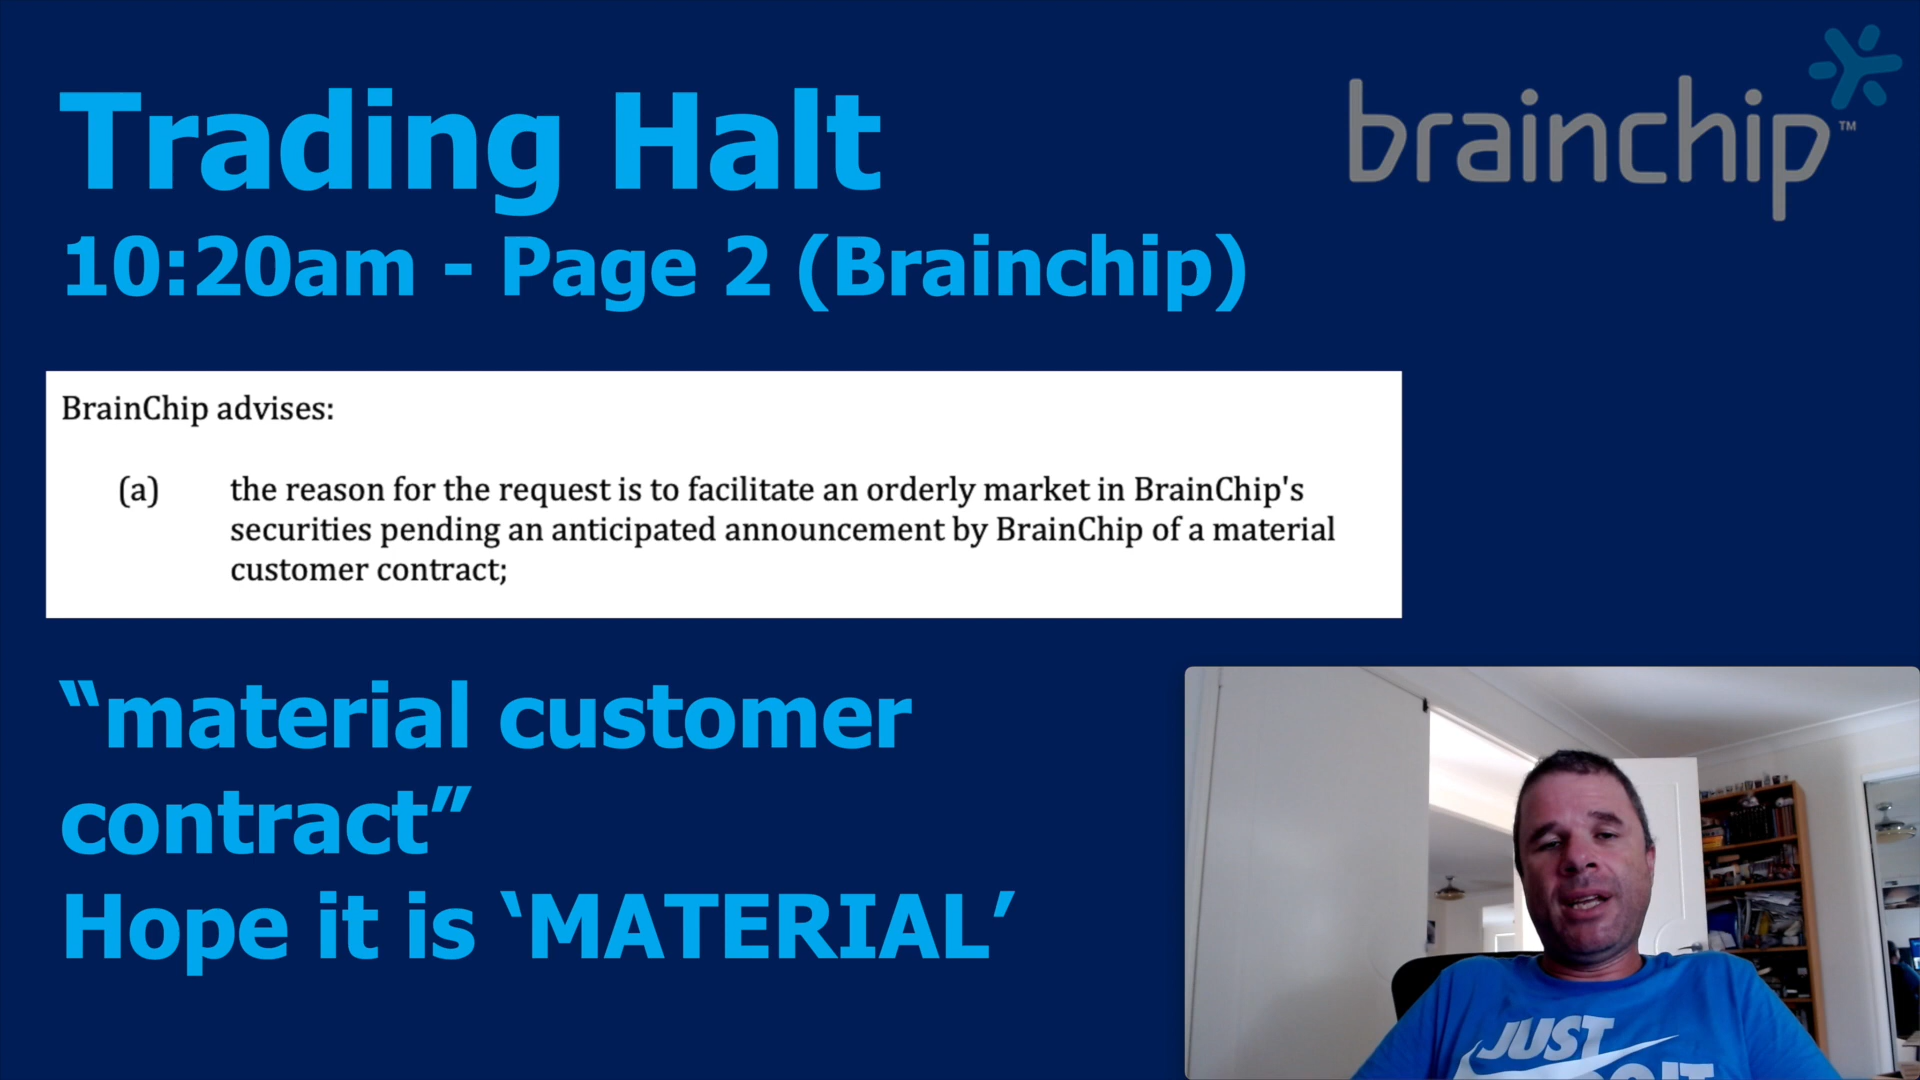 Trading Halt
10:20am - Page 2 (Brainchip)
brainchip™
BrainChip advises:
(a) the reason for the request is to facilitate an orderly market in BrainChip's
securities pending an anticipated announcement by BrainChip of a material
customer contract;
“material customer
contract”
Hope it is ‘MATERIAL’
JUST